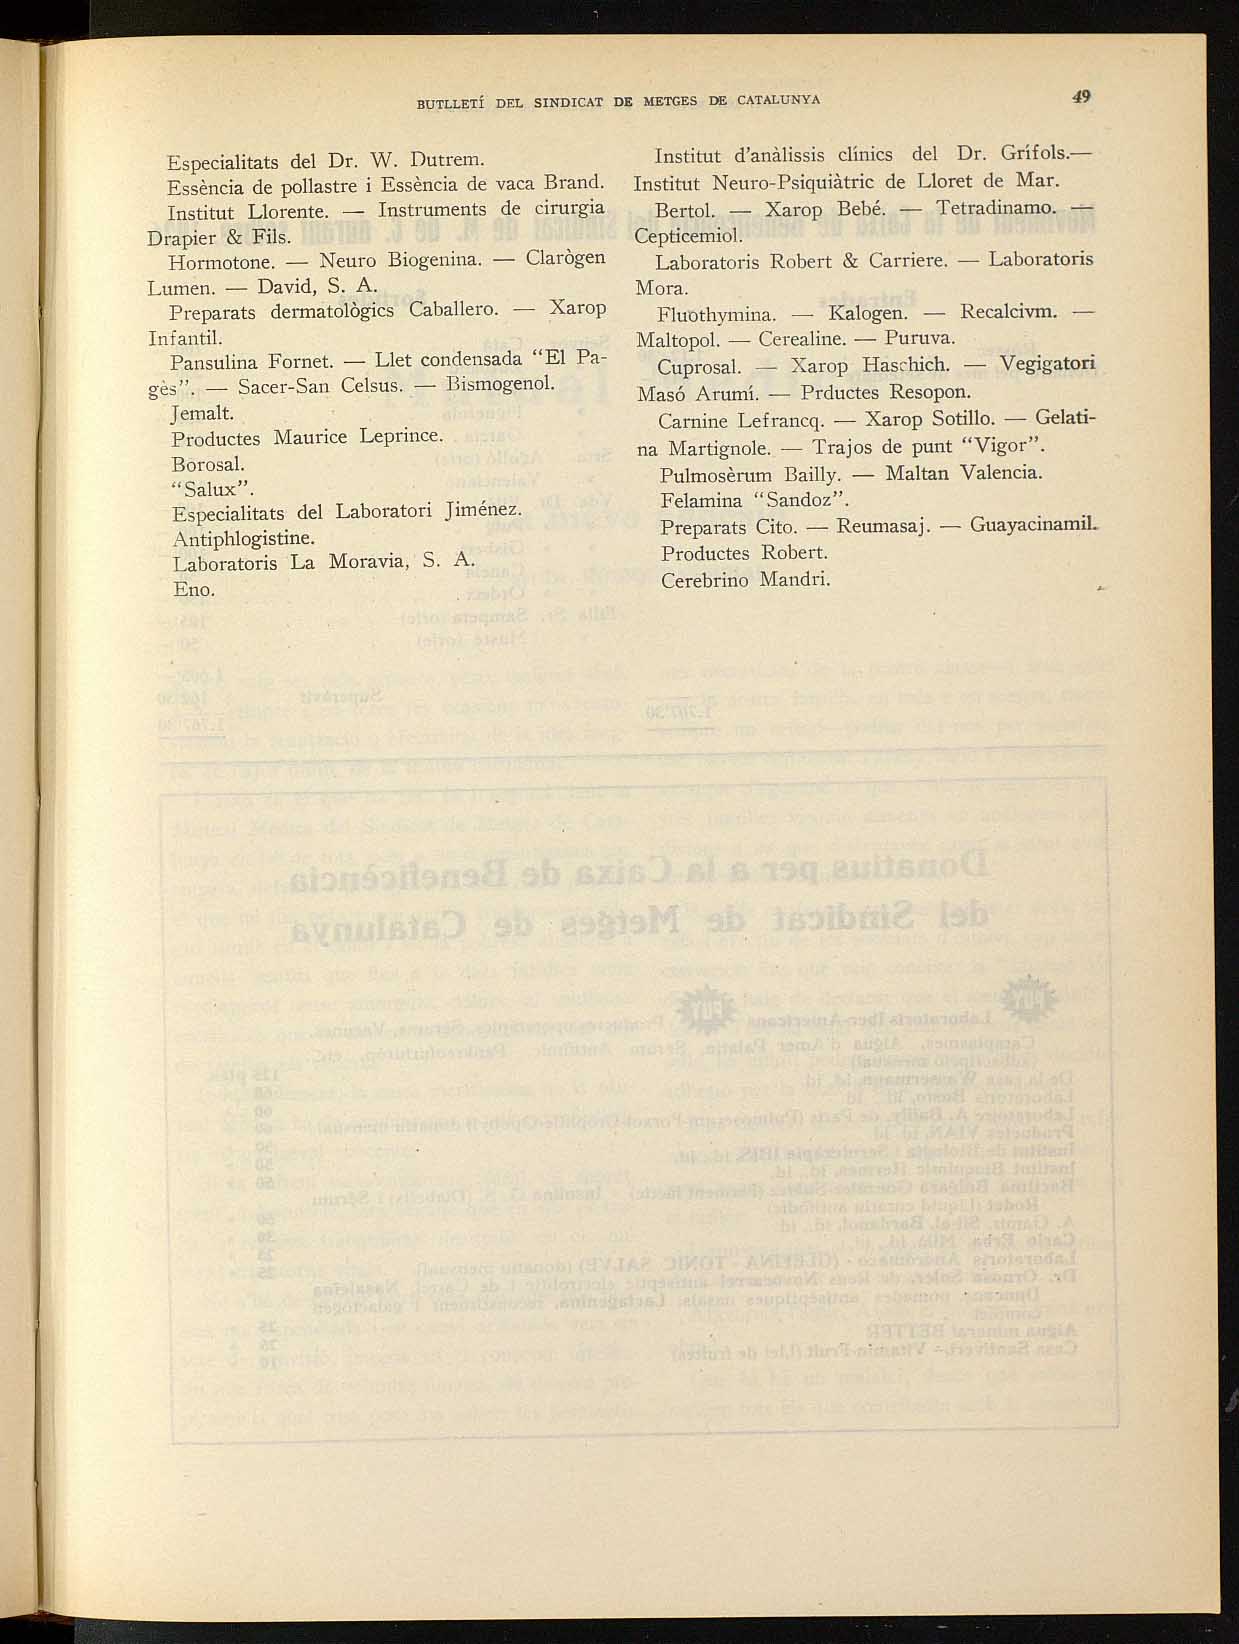 BUTLLETÍ DEL SINDICAT DE METGES DE CATALUNYA
49
Especialitats del Dr. W. Dutrem.
Essència de pollastre i Essència de vaca Brand.
Institut Llorente. — Instruments de cirurgia
Drapier & Fils.
Hormotone. — Neuro Biogenina. — Clarògen
Lumen. — David, S. A.
Preparats dermatològics Caballero. — Xarop
Infantil.
Pansulina Fornet. — Llet condensada “El Pa-
gès”. — Sacer-San Celsus. — Bismogenol.
Jemalt.
Productes Maurice Leprince.
Borosal.
“Salux”.
Especialitats del Laboratori Jiménez.
Antiphlogistine.
Laboratoris La Moravia, S. A.
Eno.
Institut d'anàlissis clínics del Dr. Grífols.—
Institut Neuro-Psiquiàtric de Lloret de Mar.
Bertol. — Xarop Bebé. — Tetradinamo. —
Cepticemiol.
Laboratoris Robert & Carriere. — Laboratoris
Mora.
Fluothymina. — Kalogen. — Recalcivm. —
Maltopol. — Cerealine. — Puruva.
Cuprosal. — Xarop Haschich. — Vegigatori
Masó Arumí. — Prductes Resopon.
Carnine Lefrancq. — Xarop Sotillo. — Gelati-
na Martignole. — Trajos de punt “Vigor”.
Pulmosèrum Bailly. — Maltan Valencia.
Felamina “Sandoz”.
Preparats Cito. — Reumasaj. — Guayacinamil.
Productes Robert.
Cerebrino Mandri.